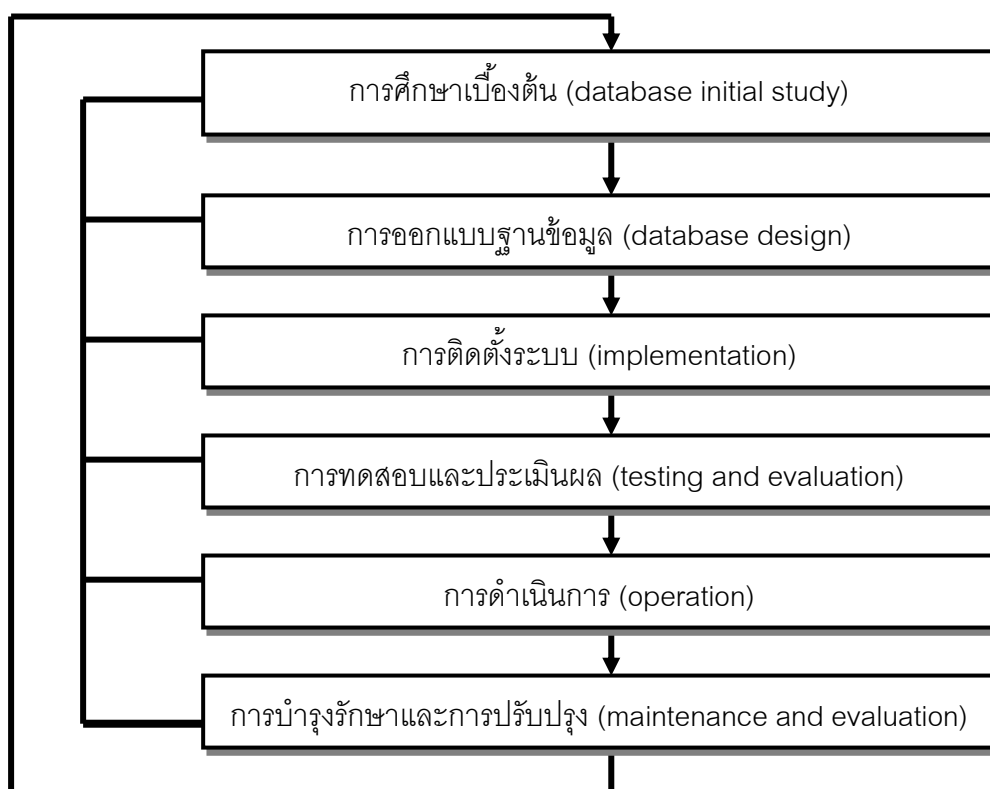 การศึกษาเบื้องต้น (database initial study)
การออกแบบฐานข้อมูล (database design)
การติดตั้งระบบ (implementation)
การทดสอบและประเมินผล (testing and evaluation)
การดำเนินการ (operation)
การบำรุงรักษาและการปรับปรุง (maintenance and evaluation)